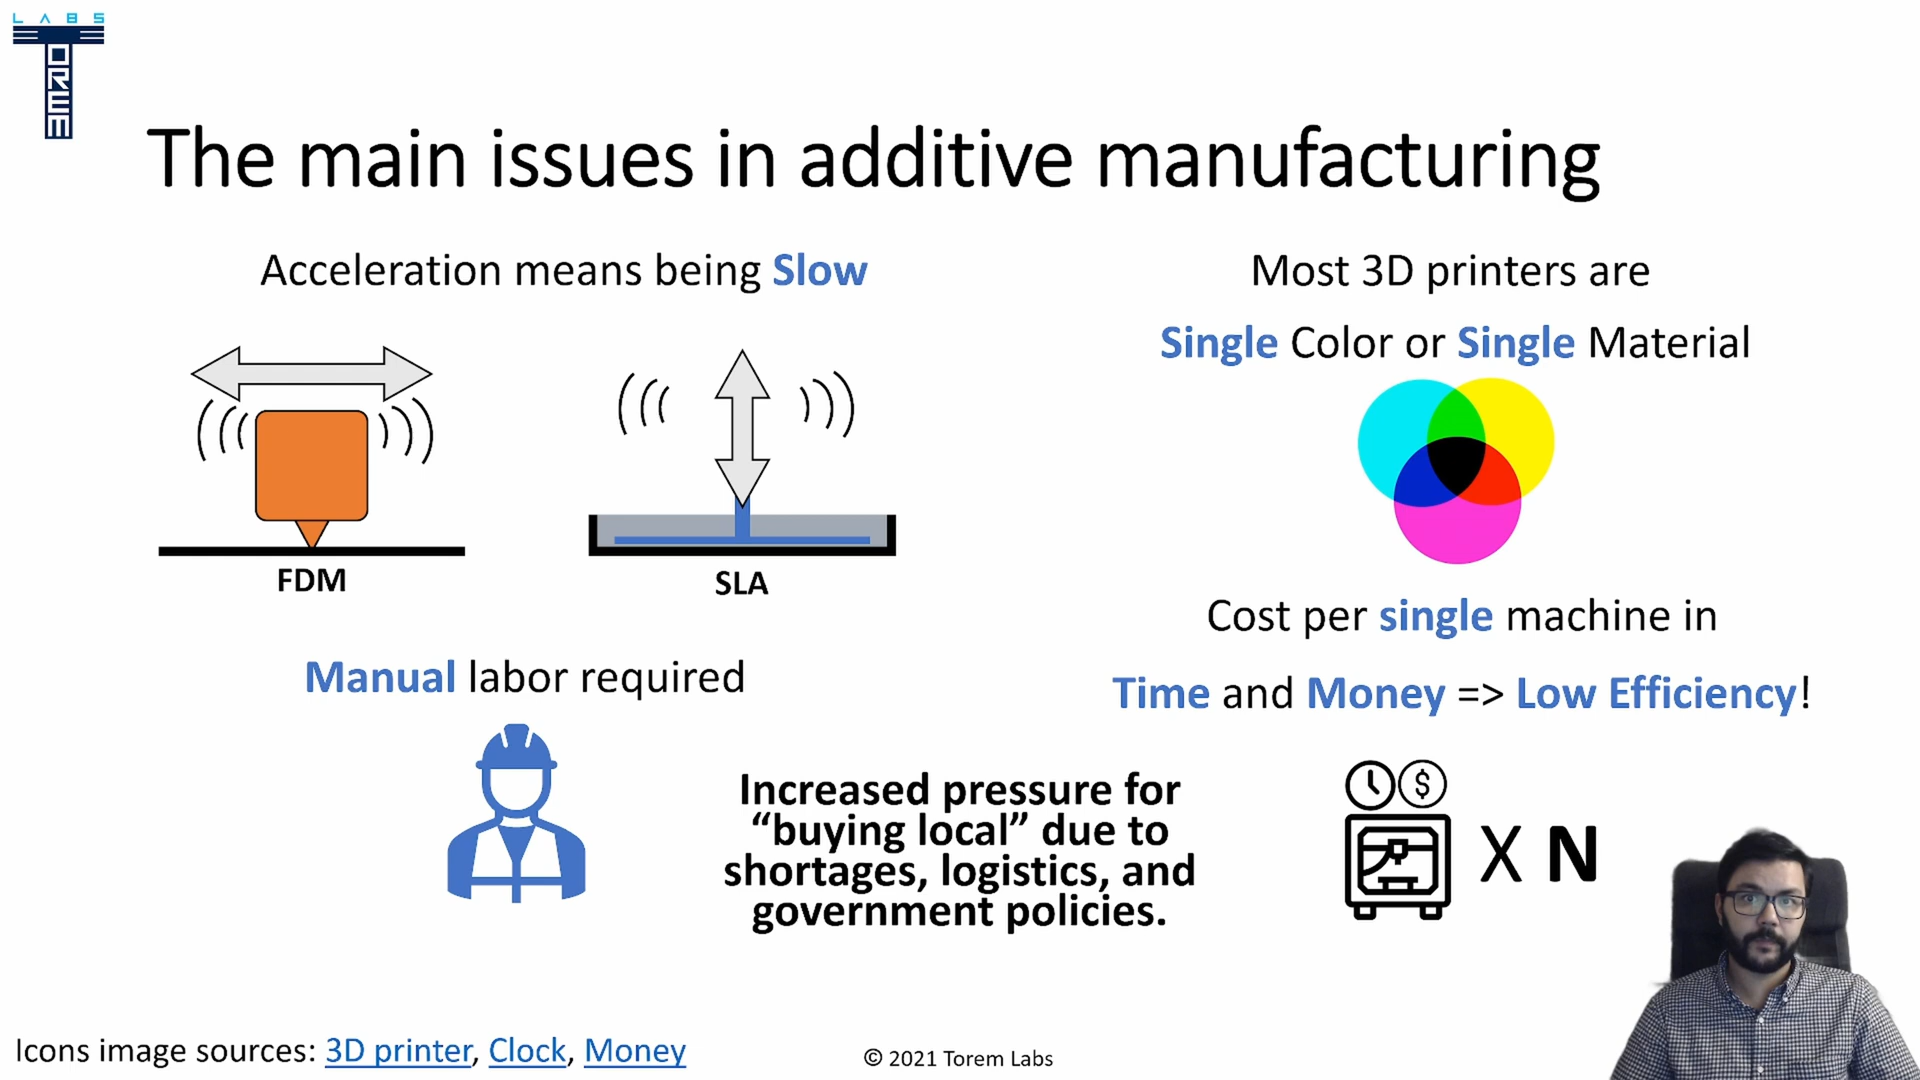 LABS
TOREM
The main issues in additive manufacturing
Acceleration means being Slow
FDM
SLA
Most 3D printers are
Single Color or Single Material
Manual labor required
Cost per single machine in
Time and Money => Low Efficiency!
$
X N
Increased pressure for
“buying local” due to
shortages, logistics, and
government policies.
Icons image sources: 3D printer, Clock, Money
© 2021 Torem Labs